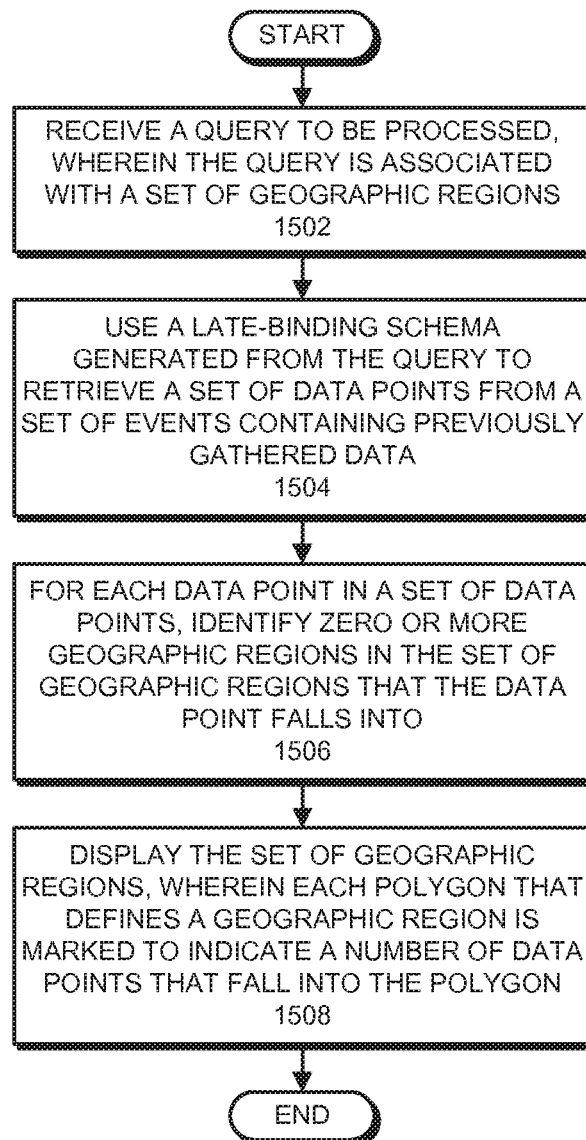 START
RECEIVE A QUERY TO BE PROCESSED,
WHEREIN THE QUERY IS ASSOCIATED
WITH A SET OF GEOGRAPHIC REGIONS
1502
USE A LATE-BINDING SCHEMA
GENERATED FROM THE QUERY TO
RETRIEVE A SET OF DATA POINTS FROM A
SET OF EVENTS CONTAINING PREVIOUSLY
GATHERED DATA
1504
FOR EACH DATA POINT IN A SET OF DATA
POINTS, IDENTIFY ZERO OR MORE
GEOGRAPHIC REGIONS IN THE SET OF
GEOGRAPHIC REGIONS THAT THE DATA
POINT FALLS INTO
1506
DISPLAY THE SET OF GEOGRAPHIC
REGIONS, WHEREIN EACH POLYGON THAT
DEFINES A GEOGRAPHIC REGION IS
MARKED TO INDICATE A NUMBER OF DATA
POINTS THAT FALL INTO THE POLYGON
1508
END